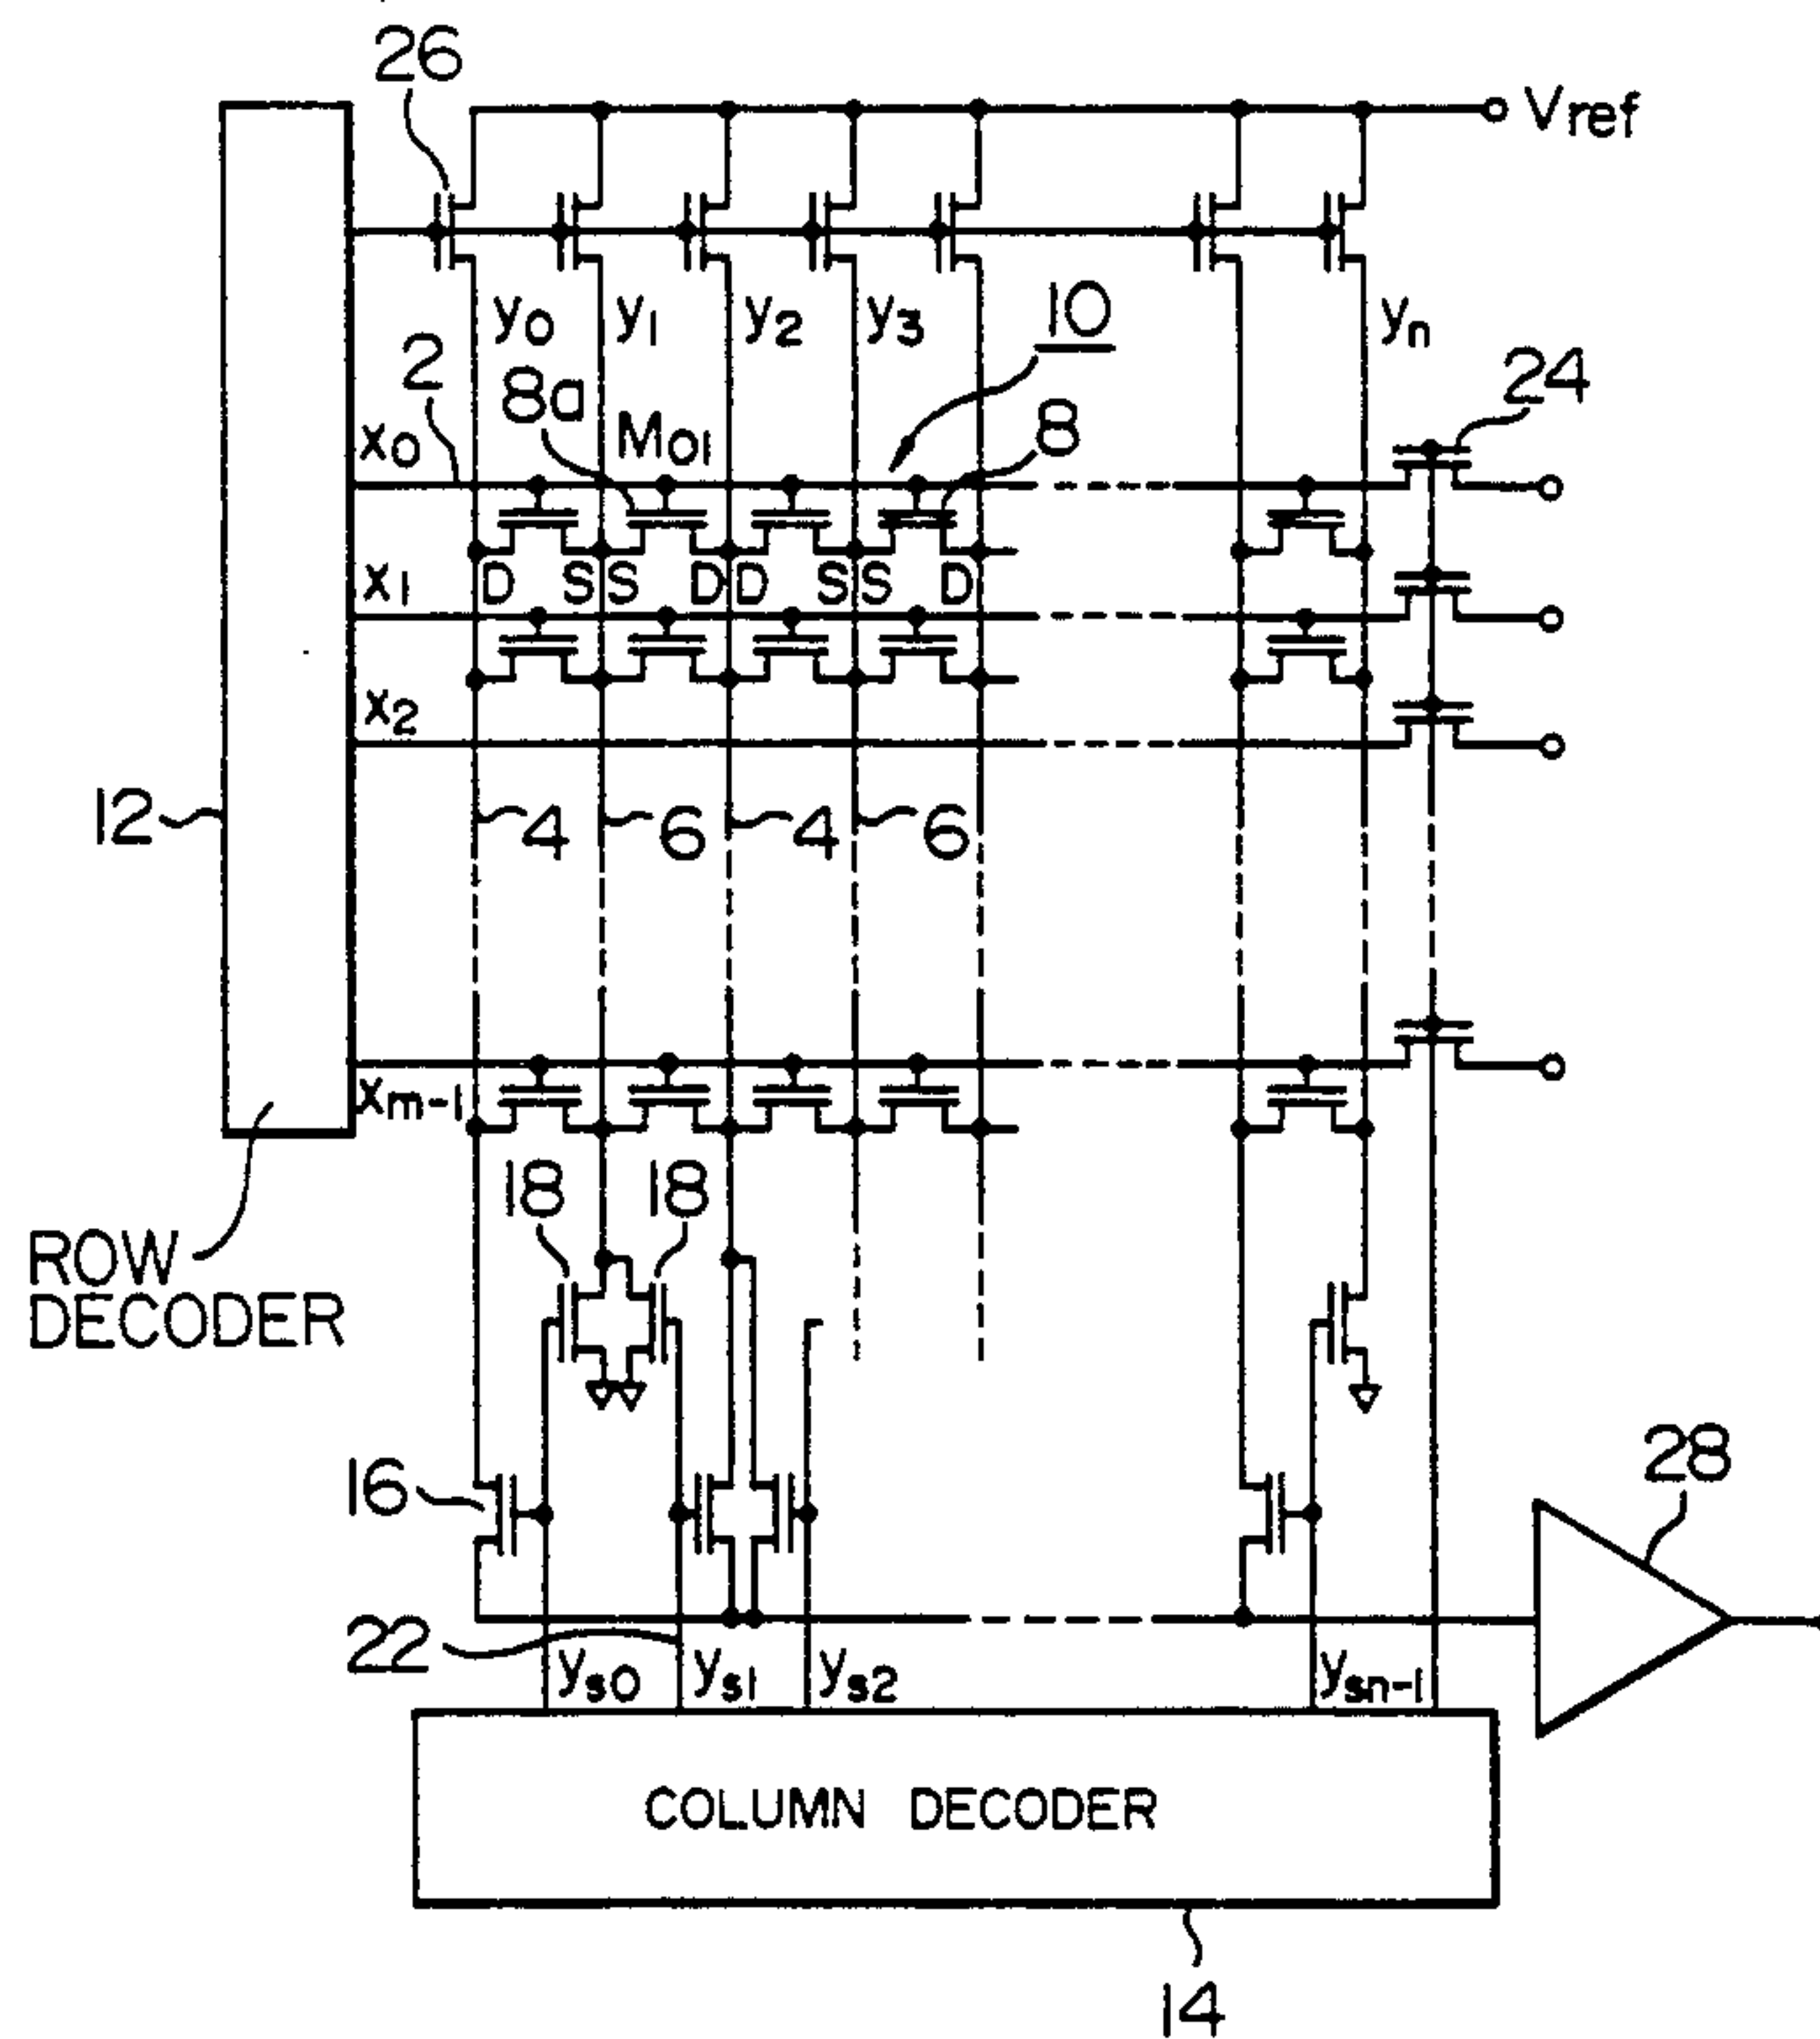 26
Vref
y0 y1 y2 y3 10 yn
2 8a M01 8 24
x0
D S S D D S S D
x1
x2
12 4 6 4 6
xm-1
18 18
ROW
DECODER
16 28
22 ys0 ys1 ys2 ysn-1
COLUMN DECODER
14